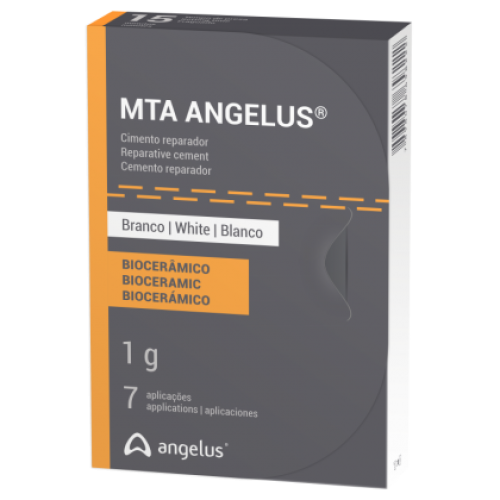 15
MTA ANGELUS®
Cimento reparador
Reparative cement
Cemento reparador
Branco | White | Blanco
BIOCERÂMICO
BIOCERAMIC
BIOCERÁMICO
1 g
7 aplicações
applications | aplicaciones
angelus®